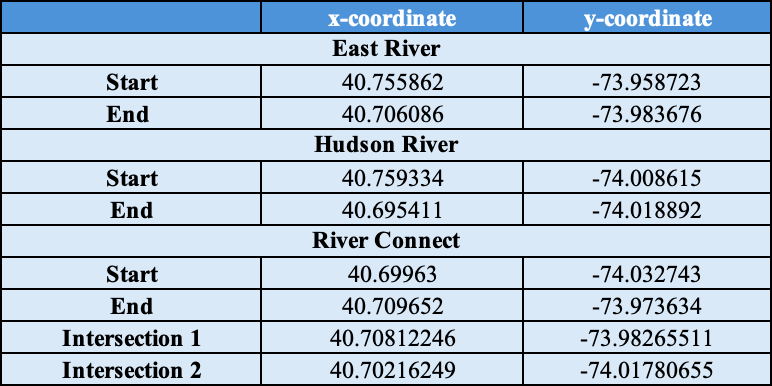 x-coordinate y-coordinate
East River
Start 40.755862 -73.958723
End 40.706086 -73.983676
Hudson River
Start 40.759334 -74.008615
End 40.695411 -74.018892
River Connect
Start 40.69963 -74.032743
End 40.709652 -73.973634
Intersection 1 40.70812246 -73.98265511
Intersection 2 40.70216249 -74.01780655